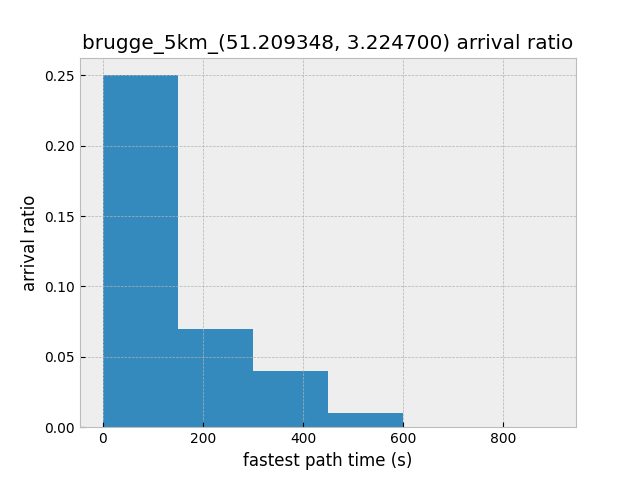 brugge_5km_(51.209348, 3.224700) arrival ratio
0.25
0.20
0.15
0.10
0.05
0.00
arrival ratio
0 200 400 600 800
fastest path time (s)